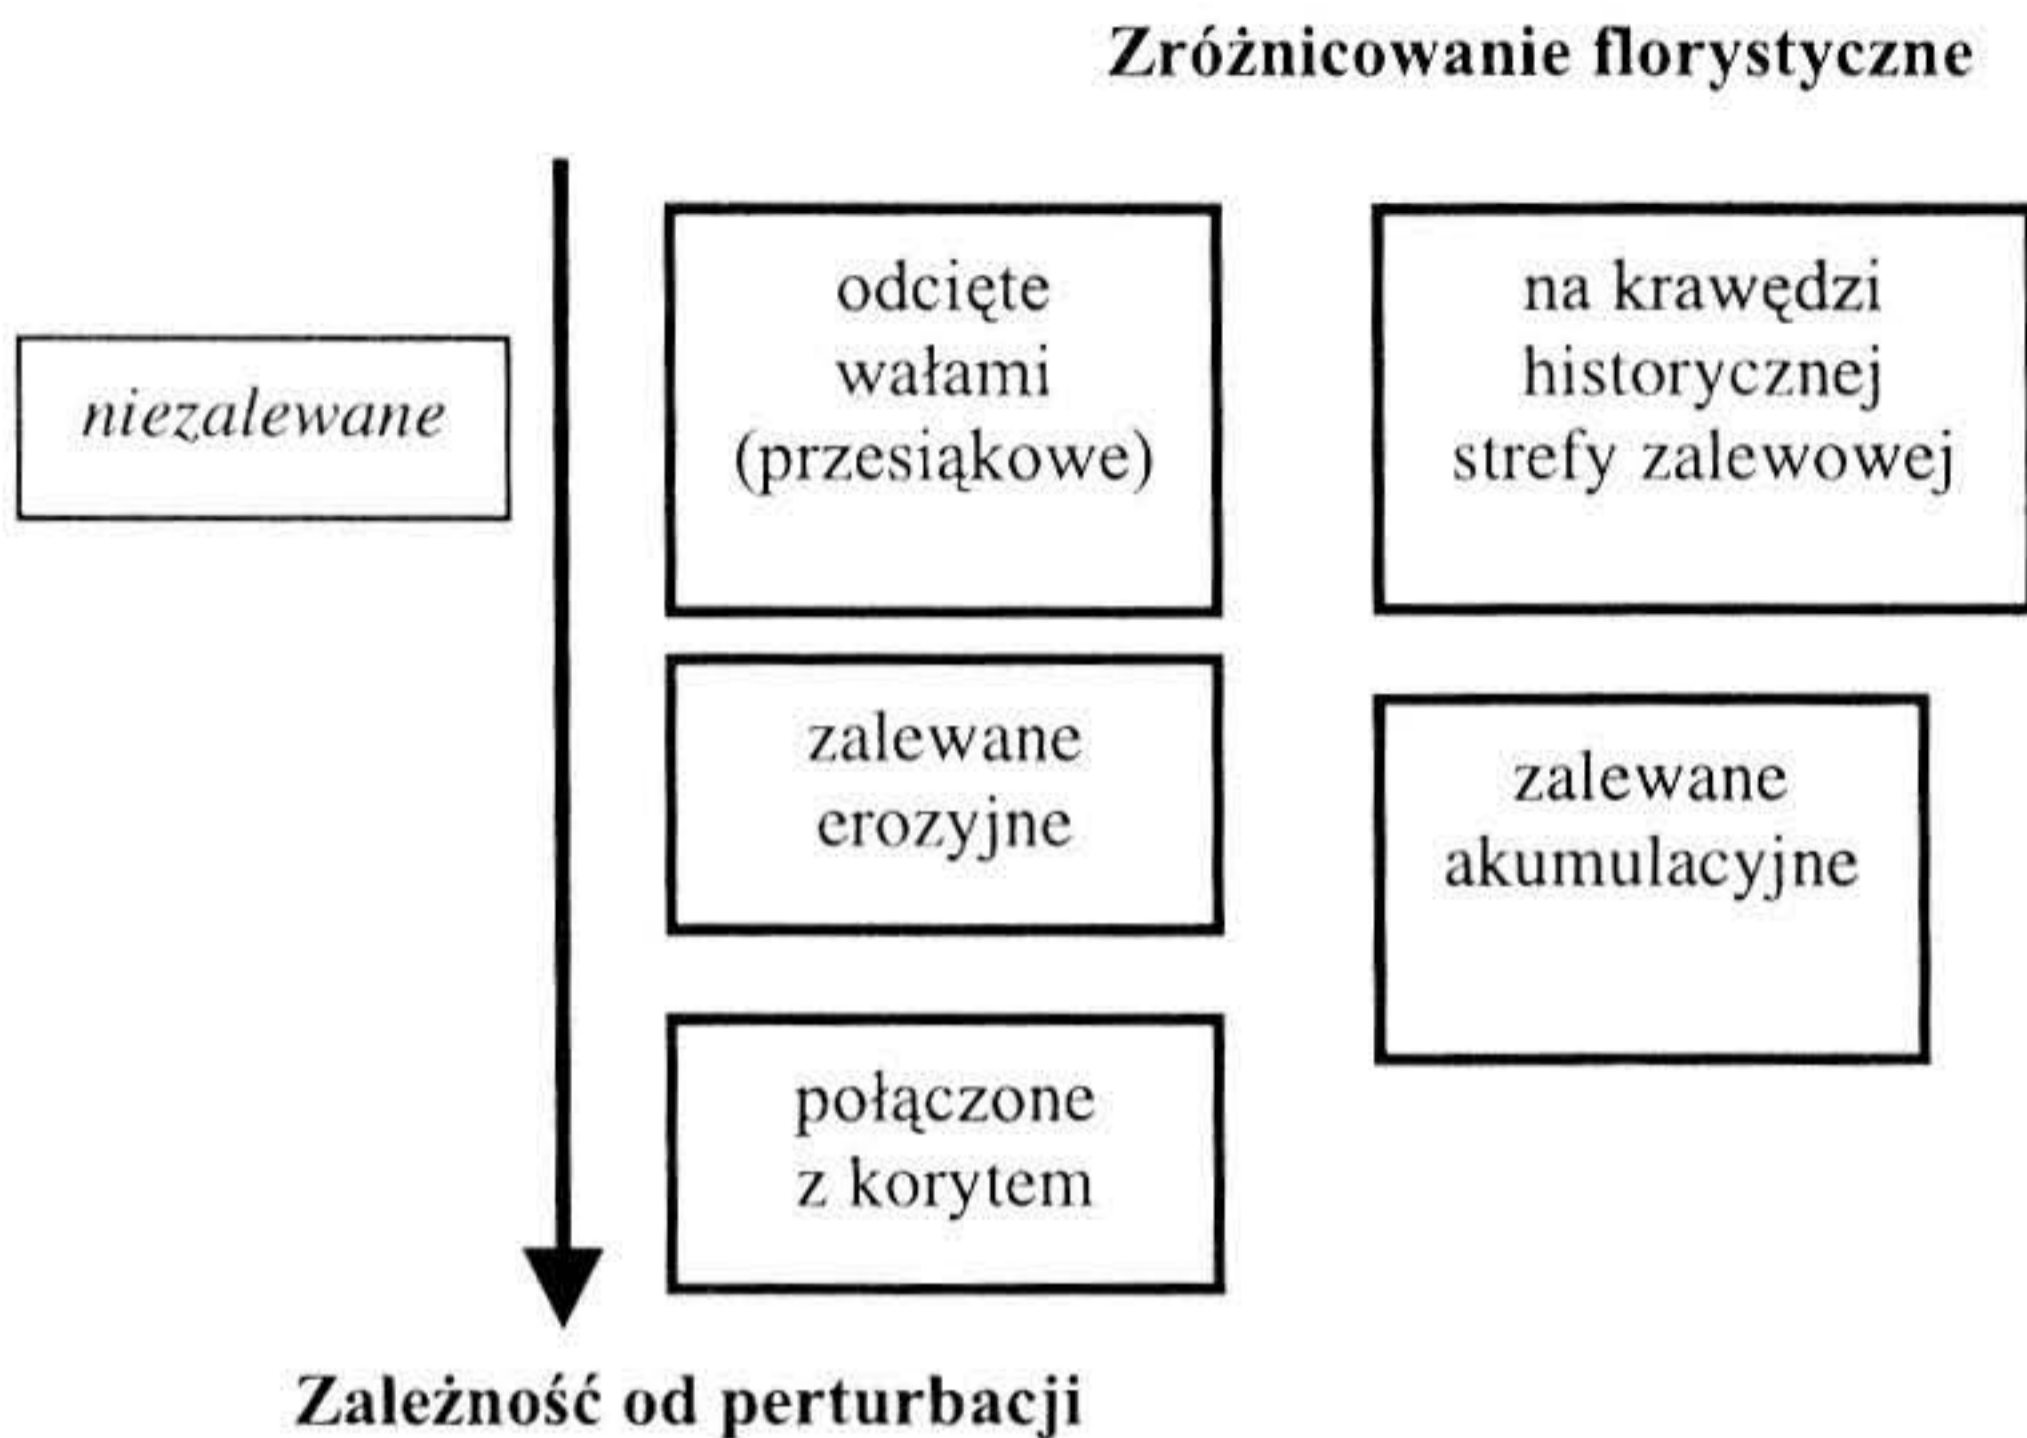 Zróżnicowanie florystyczne
niezalewane
odcięte
wałami
(przesiąkowe)
na krawędzi
historycznej
strefy zalewowej
zalewane
erozyjne
zalewane
akumulacyjne
połączone
z korytem
Zależność od perturbacji